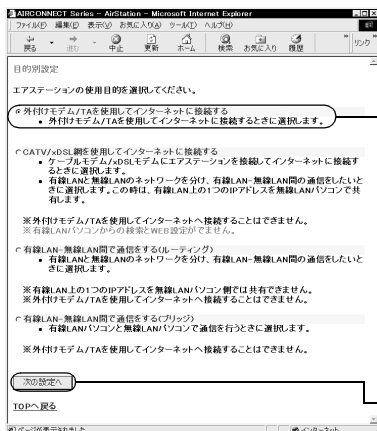 AIRCONNECT Series - AirStation - Microsoft Internet Explorer
ファイル(F) 編集(E) 表示(V) お気に入り(A) ツール(T) ヘルプ(H)
戻る 進む 中止 更新 ホーム 検索 お気に入り 履歴 リンク
目的別設定
エアステーションの使用目的を選択してください。
外付けモデム/TAを使用してインターネットに接続する
• 外付けモデム/TAを使用してインターネットに接続するときに選択します。
CATV/xDSL網を使用してインターネットに接続する
• ケーブルモデム/xDSLモデムにエアステーションを接続してインターネットに接続す
るときに選択します。
• 有線LANと無線LANのネットワークを分け、有線LAN-無線LAN間の通信をしたいと
きに選択します。この時は、有線LAN上の1つのIPアドレスを無線LANパソコンで共
有します。
※外付けモデム/TAを使用してインターネットへ接続することはできません。
※有線LANパソコンからの検索とWEB設定ができません。
有線LAN-無線LAN間で通信をする(ルーティング)
• 有線LANと無線LANのネットワークを分け、有線LAN-無線LAN間の通信をしたいと
きに選択します。
※有線LAN上の1つのIPアドレスを無線LANパソコン側では共有できません。
※外付けモデム/TAを使用してインターネットへ接続することはできません。
有線LAN-無線LAN間で通信をする(ブリッジ)
• 有線LANパソコンと無線LANパソコンで通信を行うときに選択します。
※外付けモデム/TAを使用してインターネットへ接続することはできません。
次の設定へ
TOPへ戻る
ページが表示されました
インターネット